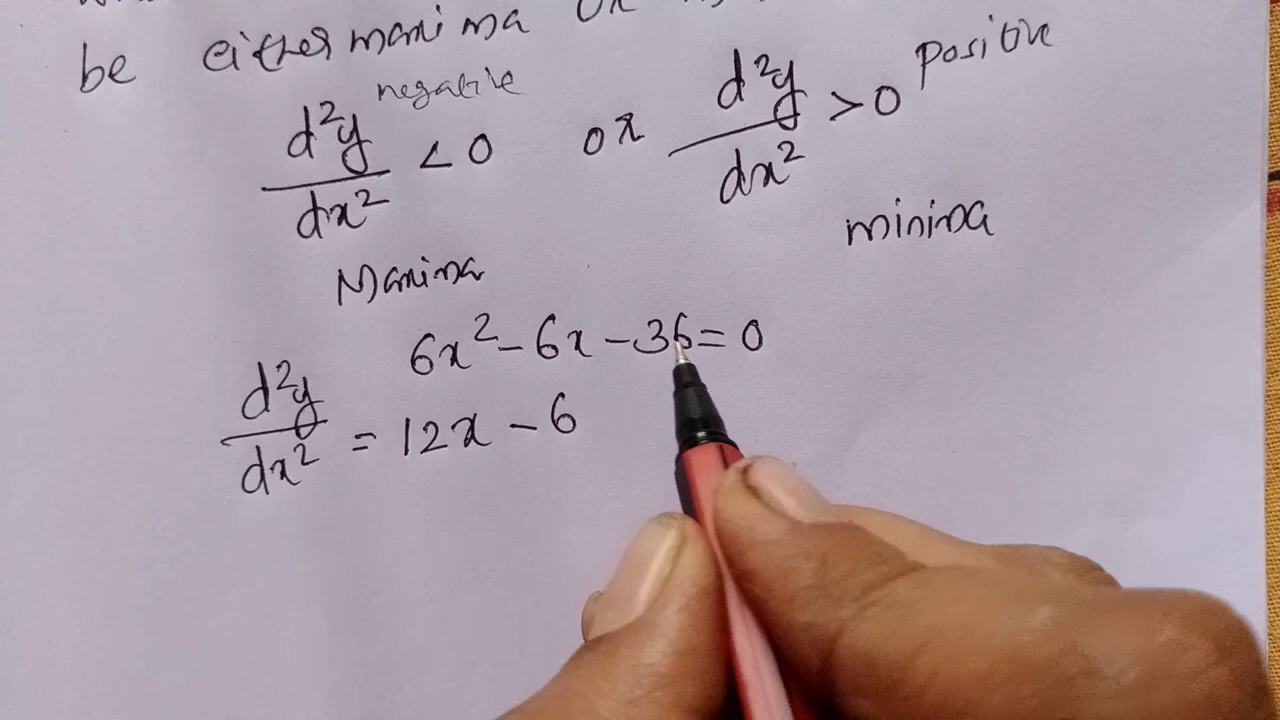 be either maxima or
negative positive
d²y/dx² < 0 or d²y/dx² > 0
Maxima minima
6x² - 6x - 36 = 0
d²y/dx² = 12x - 6